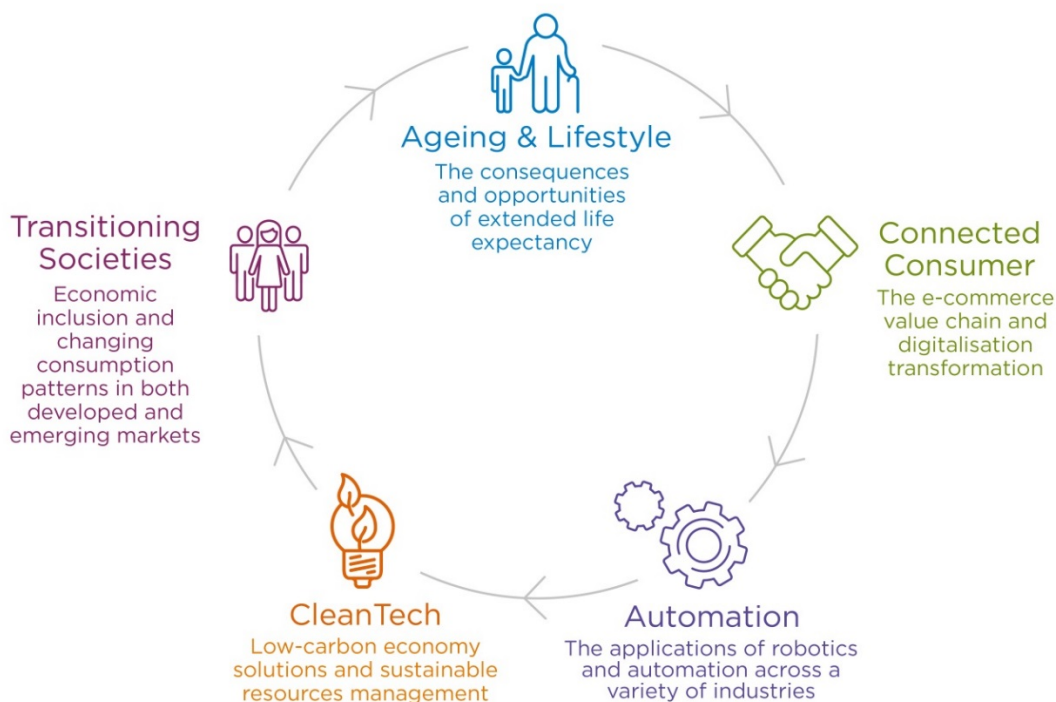 Ageing & Lifestyle
The consequences
and opportunities
of extended life
expectancy
Connected
Consumer
The e-commerce
value chain and
digitalisation
transformation
Automation
The applications of robotics
and automation across a
variety of industries
CleanTech
Low-carbon economy
solutions and sustainable
resources management
Transitioning
Societies
Economic
inclusion and
changing
consumption
patterns in both
developed and
emerging markets